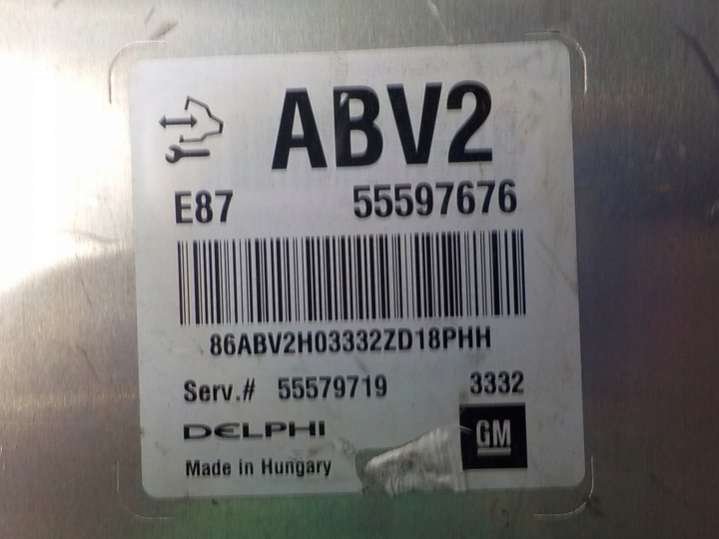 ABV2
E87 55597676
86ABV2H03332ZD18PHH
Serv.# 55579719 3332
DELPHI GM
Made in Hungary